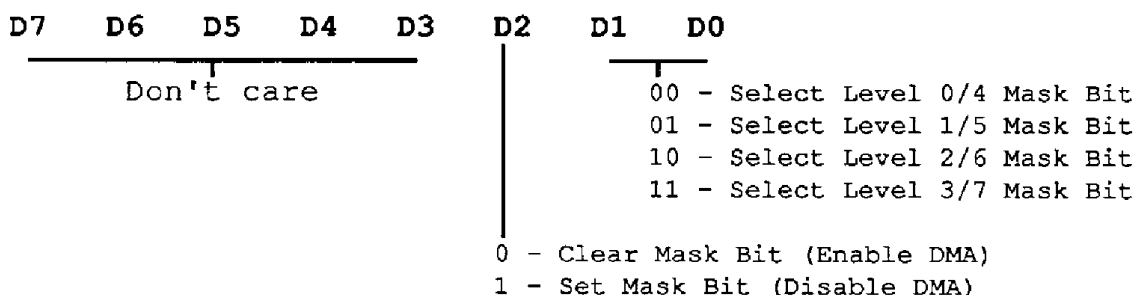 D7 D6 D5 D4 D3 D2 D1 D0
Don't care
00 - Select Level 0/4 Mask Bit
01 - Select Level 1/5 Mask Bit
10 - Select Level 2/6 Mask Bit
11 - Select Level 3/7 Mask Bit
0 - Clear Mask Bit (Enable DMA)
1 - Set Mask Bit (Disable DMA)